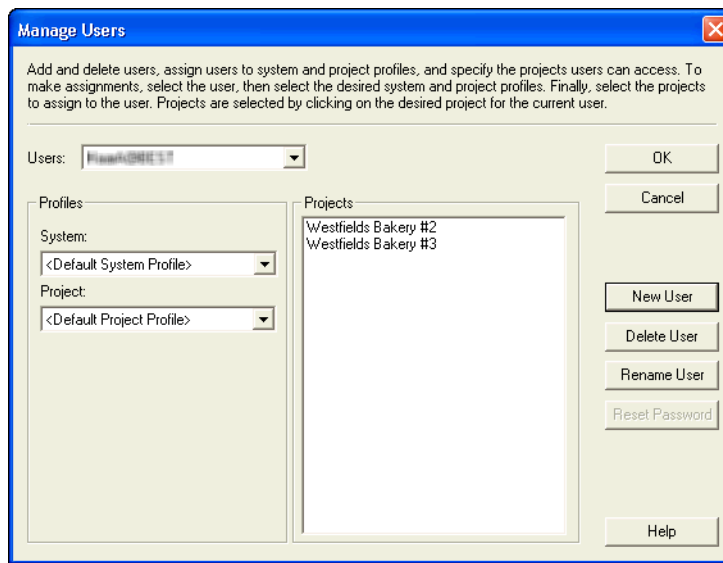 Manage Users
Add and delete users, assign users to system and project profiles, and specify the projects users can access. To
make assignments, select the user, then select the desired system and project profiles. Finally, select the projects
to assign to the user. Projects are selected by clicking on the desired project for the current user.
Users:
OK
Cancel
Profiles
System:
<Default System Profile>
Project:
<Default Project Profile>
Projects
Westfields Bakery #2
Westfields Bakery #3
New User
Delete User
Rename User
Reset Password
Help